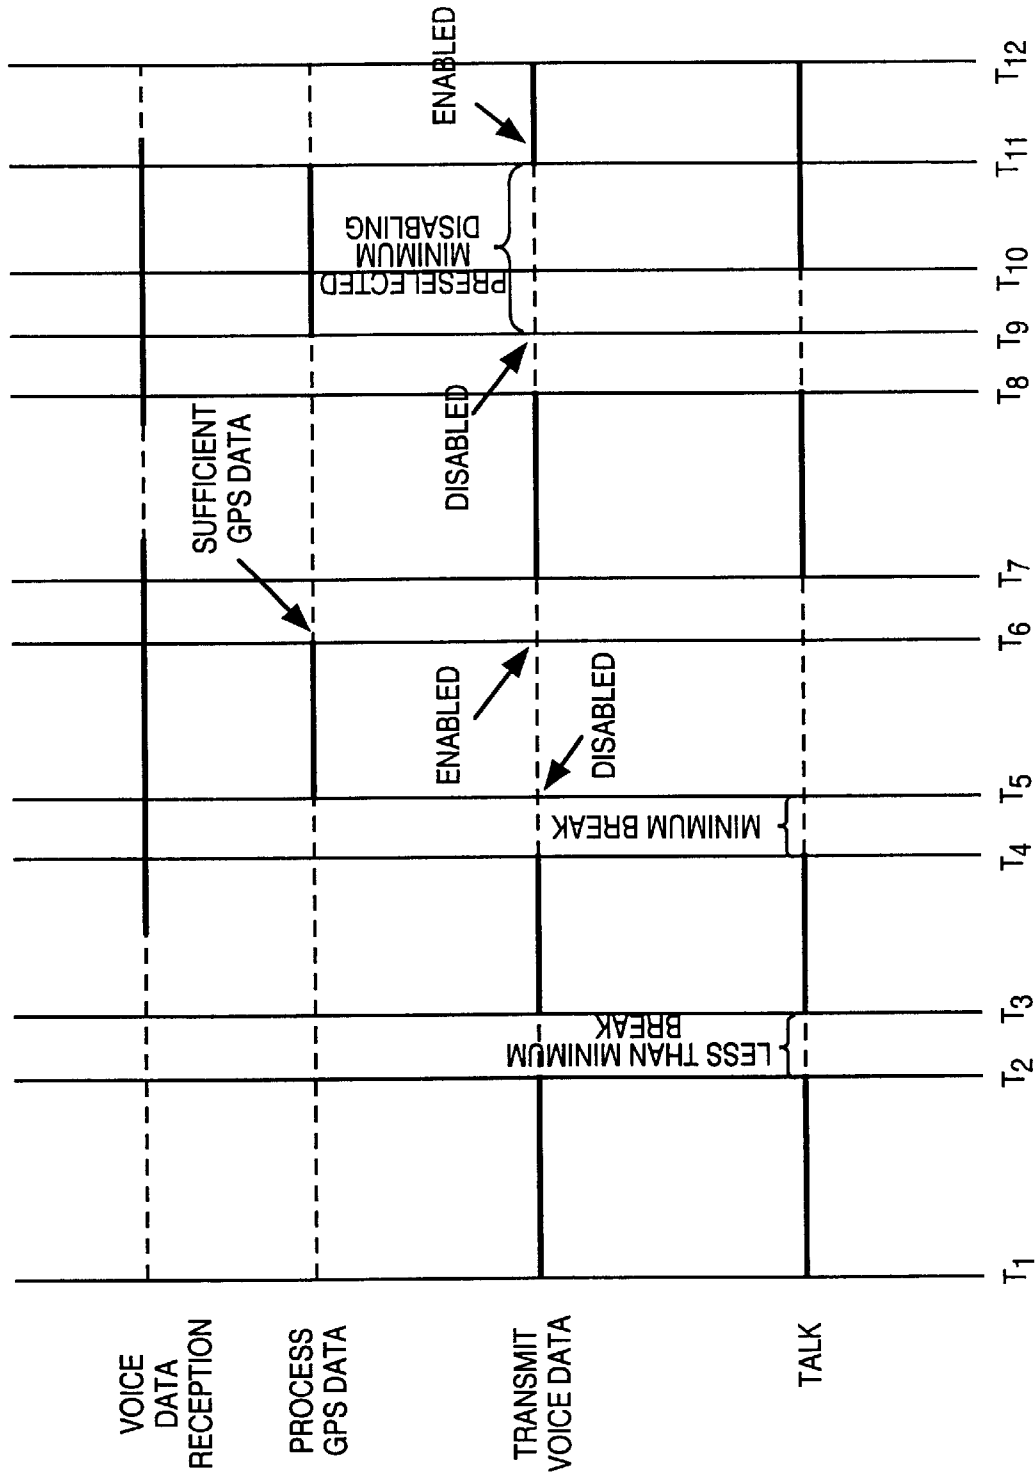 VOICE
DATA
RECEPTION
PROCESS
GPS DATA
TRANSMIT
VOICE DATA
TALK
SUFFICIENT
GPS DATA
ENABLED
DISABLED
DISABLED
ENABLED
PRESELECTED
MINIMUM
DISABLING
LESS THAN MINIMUM
BREAK
MINIMUM BREAK
T1
T2
T3
T4
T5
T6
T7
T8
T9
T10
T11
T12